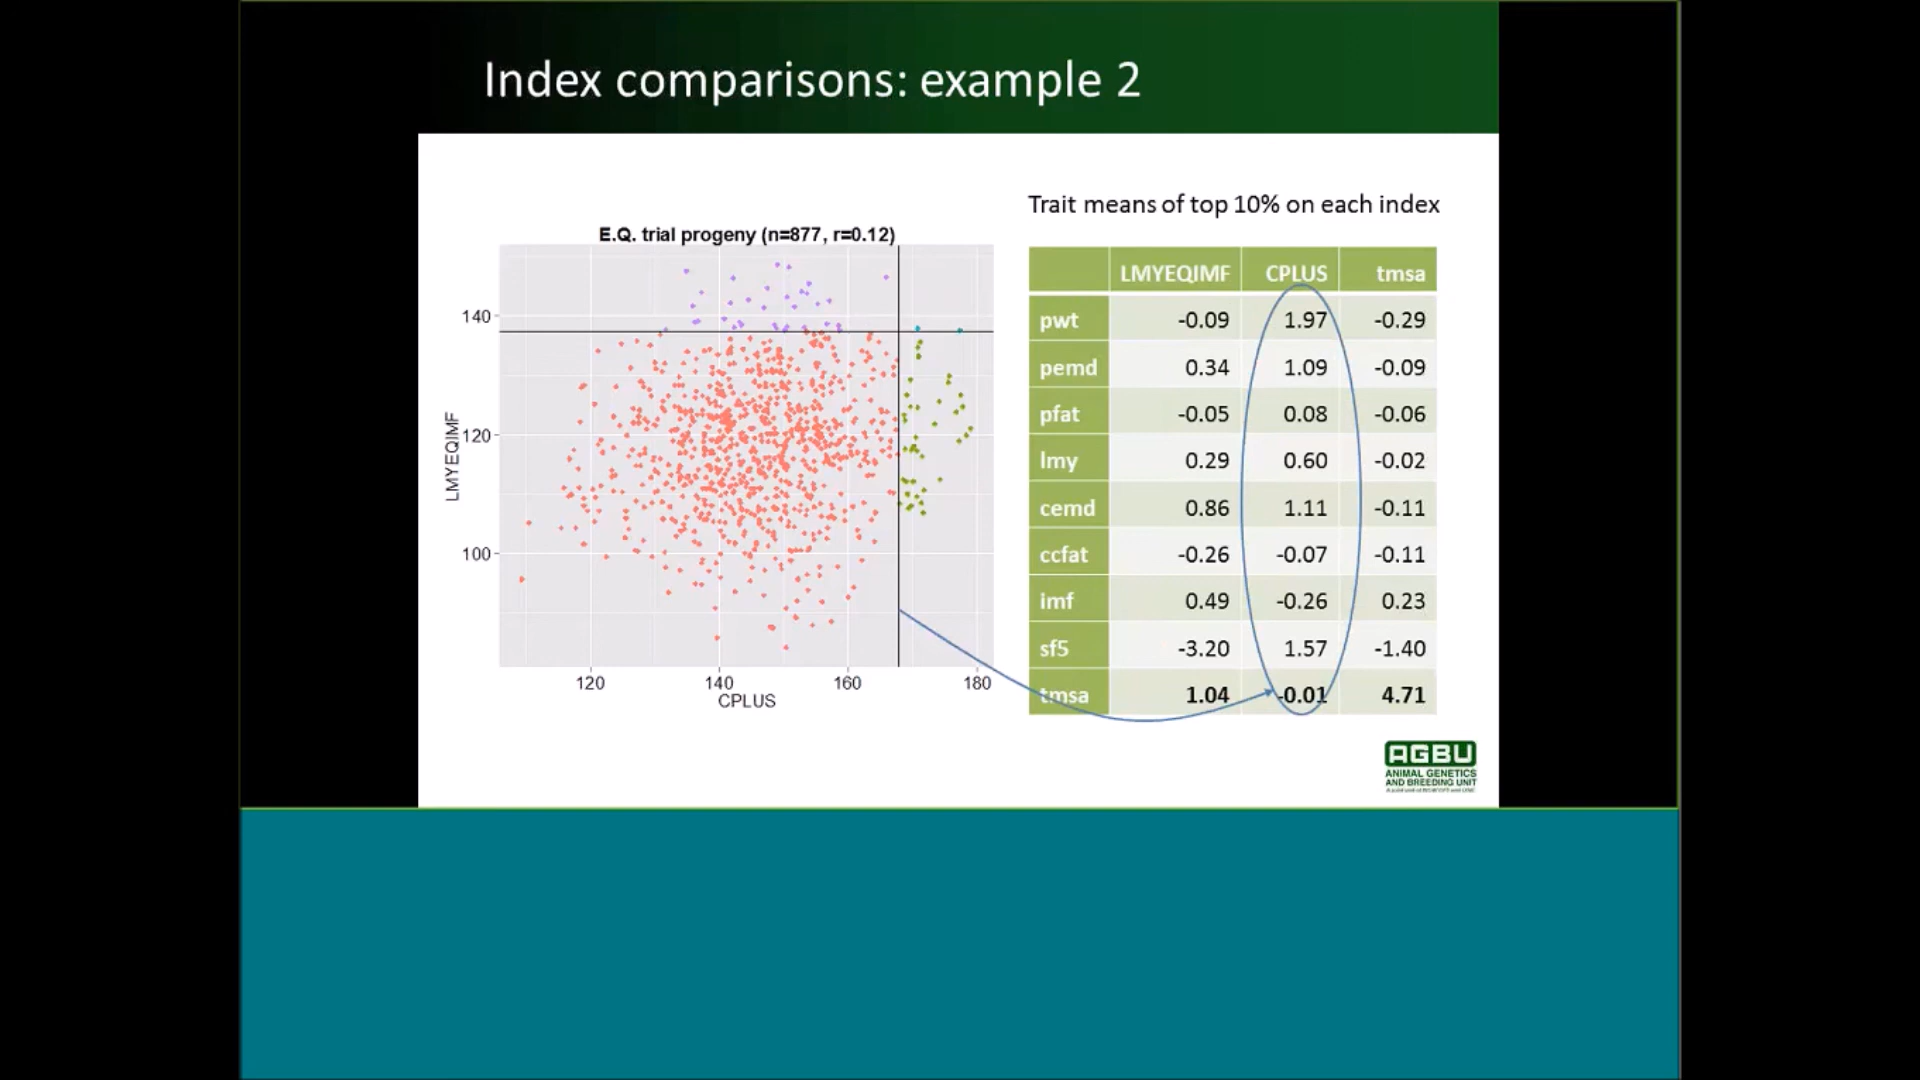 Index comparisons: example 2
Trait means of top 10% on each index
E.Q. trial progeny (n=877, r=0.12)
LMYEQIMF
140
120
100
120 140 160 180
CPLUS
LMYEQIMF CPLUS tmsa
pwt -0.09 1.97 -0.29
pemd 0.34 1.09 -0.09
pfat -0.05 0.08 -0.06
lmy 0.29 0.60 -0.02
cemd 0.86 1.11 -0.11
ccfat -0.26 -0.07 -0.11
imf 0.49 -0.26 0.23
sf5 -3.20 1.57 -1.40
tmsa 1.04 -0.01 4.71
AGBU
ANIMAL GENETICS
AND BREEDING UNIT